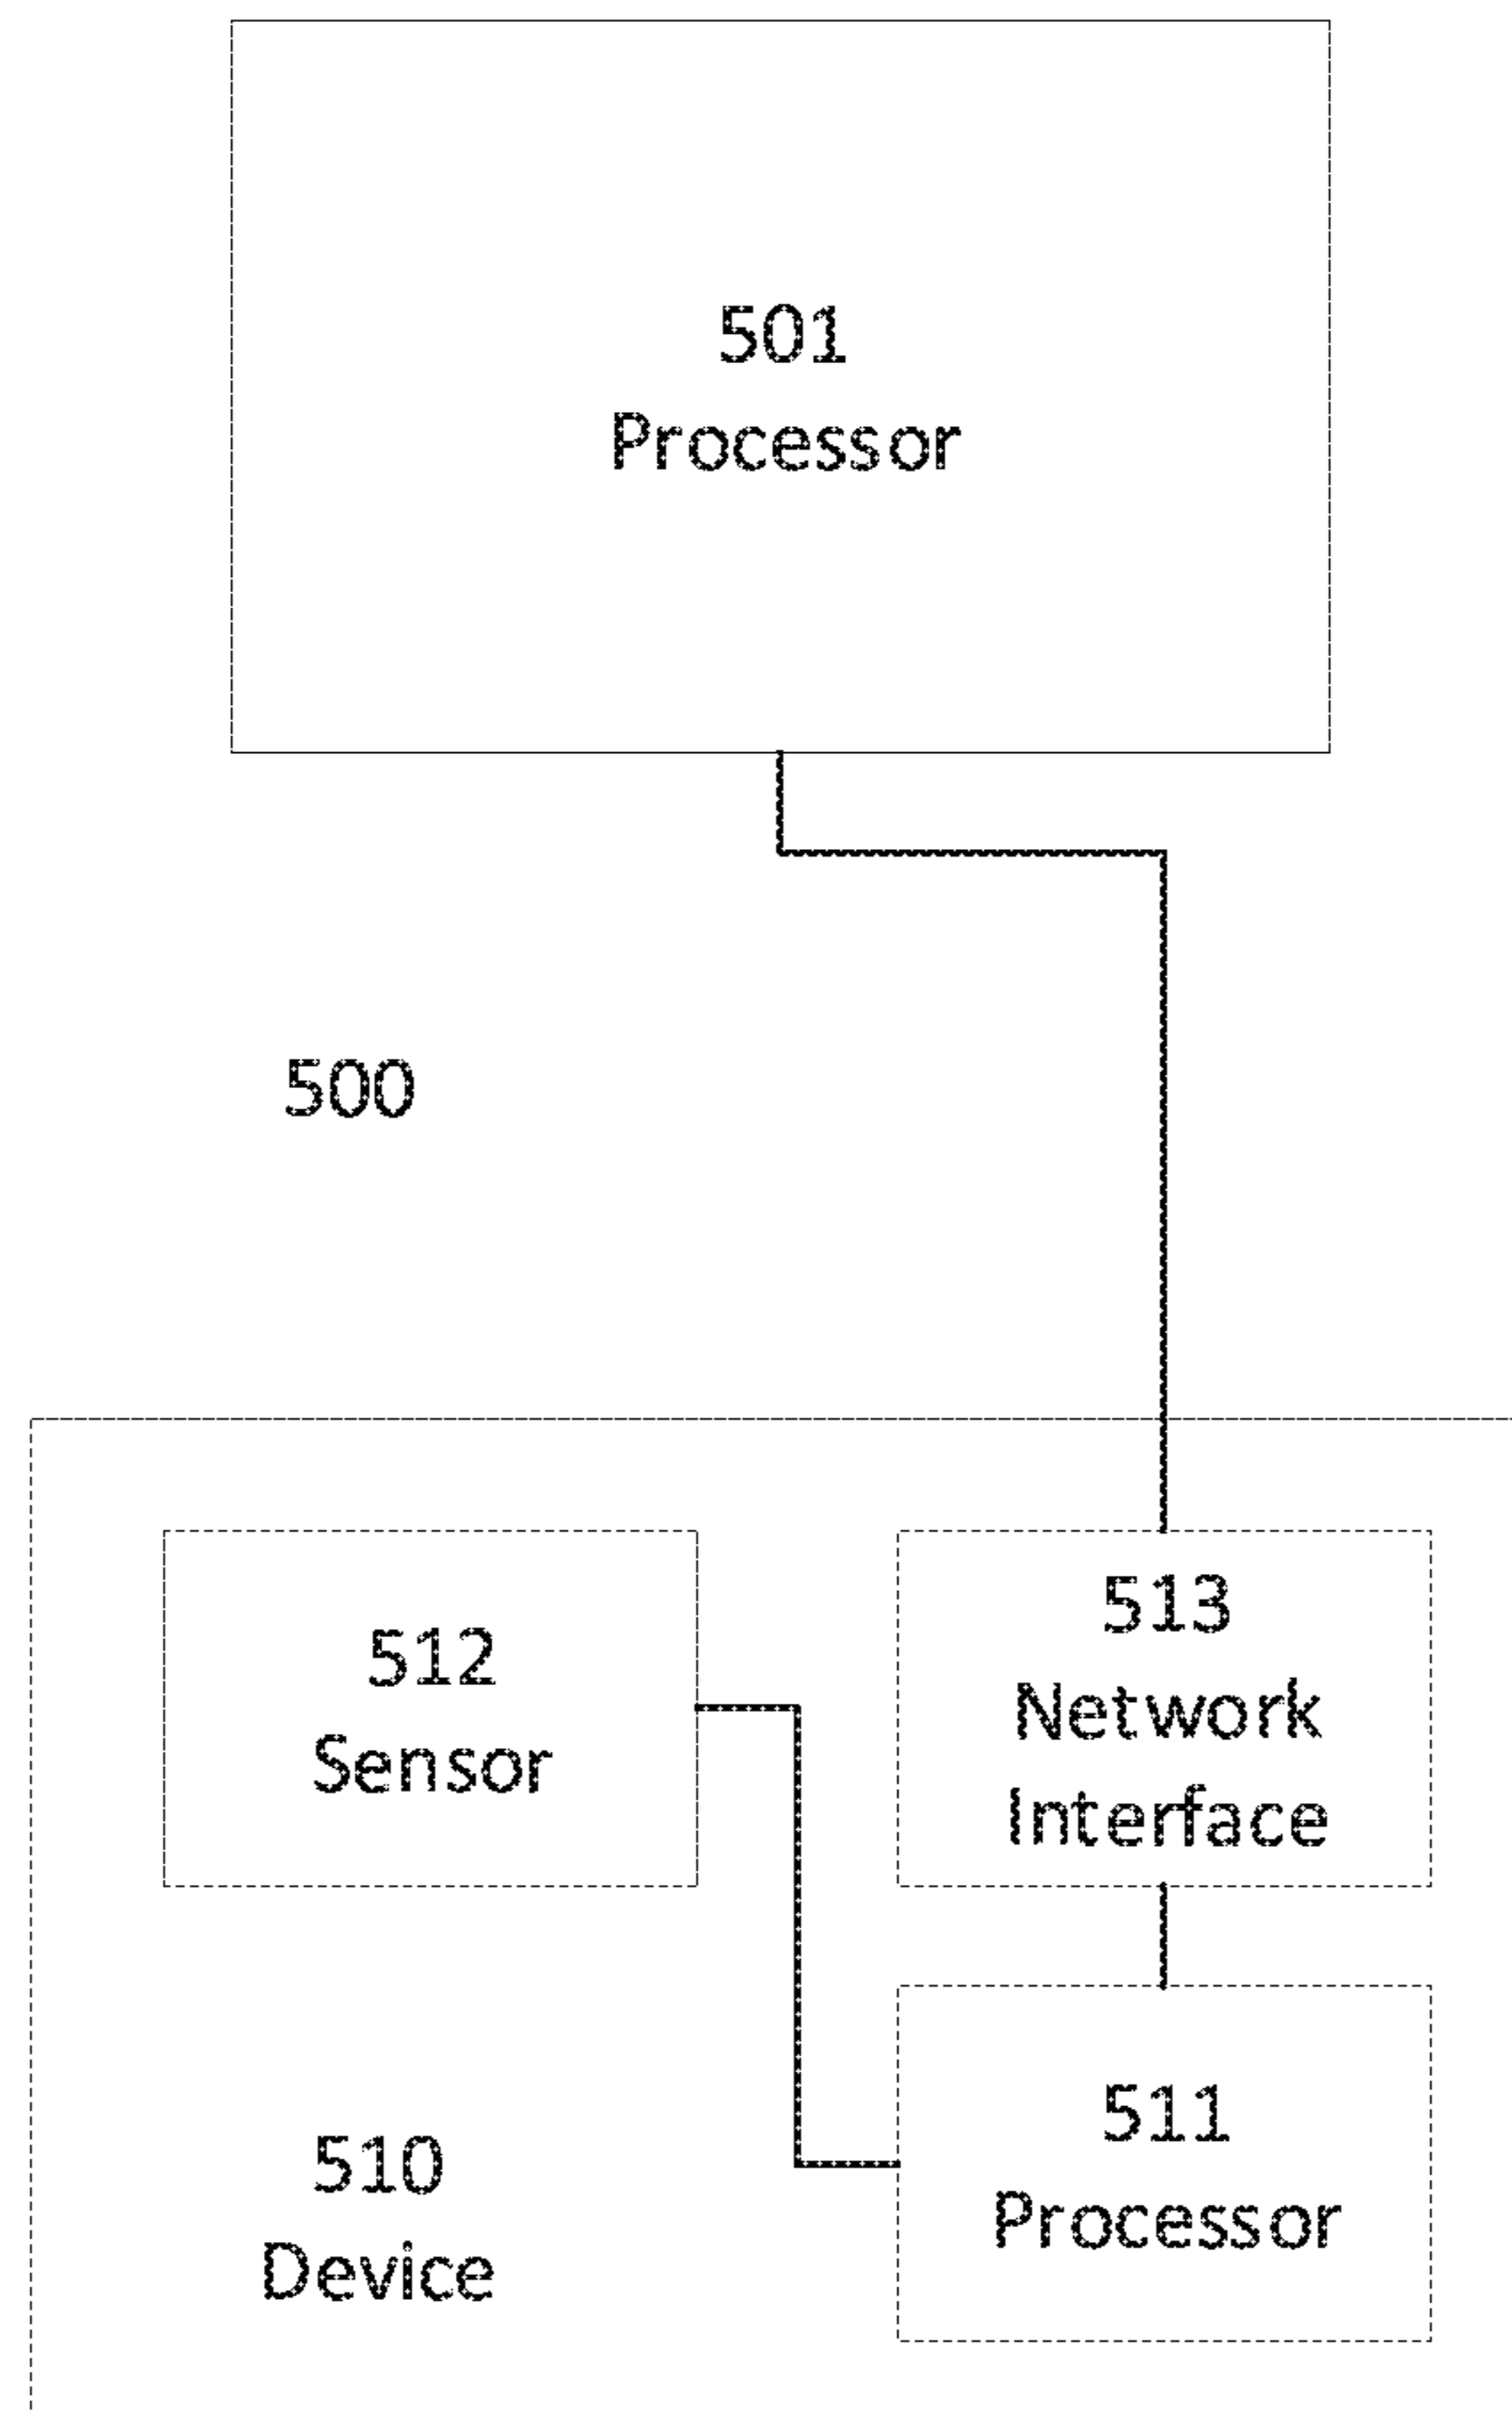 501
Processor
500
512
Sensor
513
Network
Interface
511
Processor
510
Device